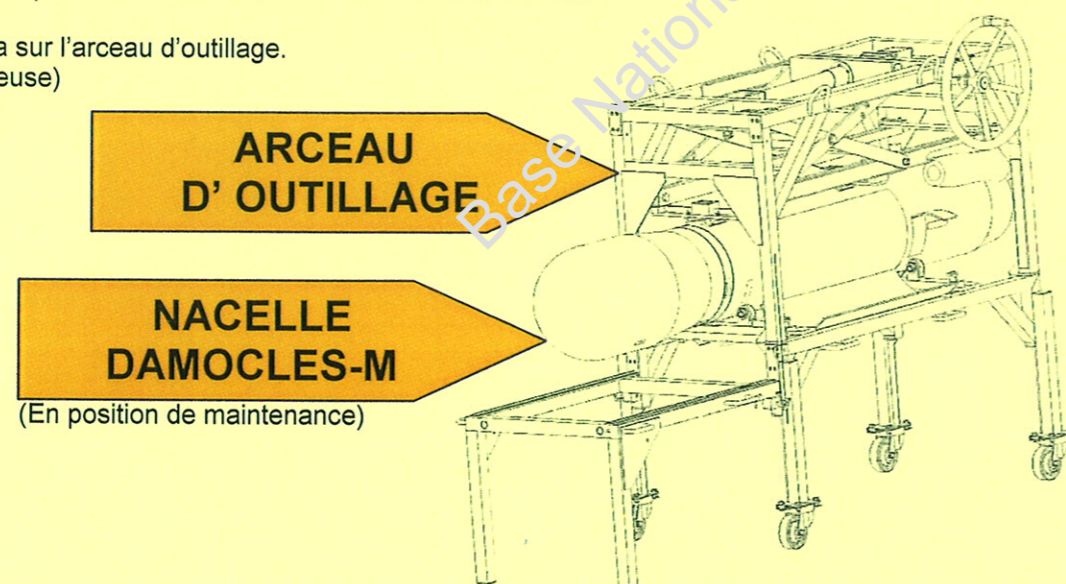 a sur l'arceau d'outillage.
euse)
ARCEAU
D' OUTILLAGE
NACELLE
DAMOCLES-M
(En position de maintenance)
Base Nation